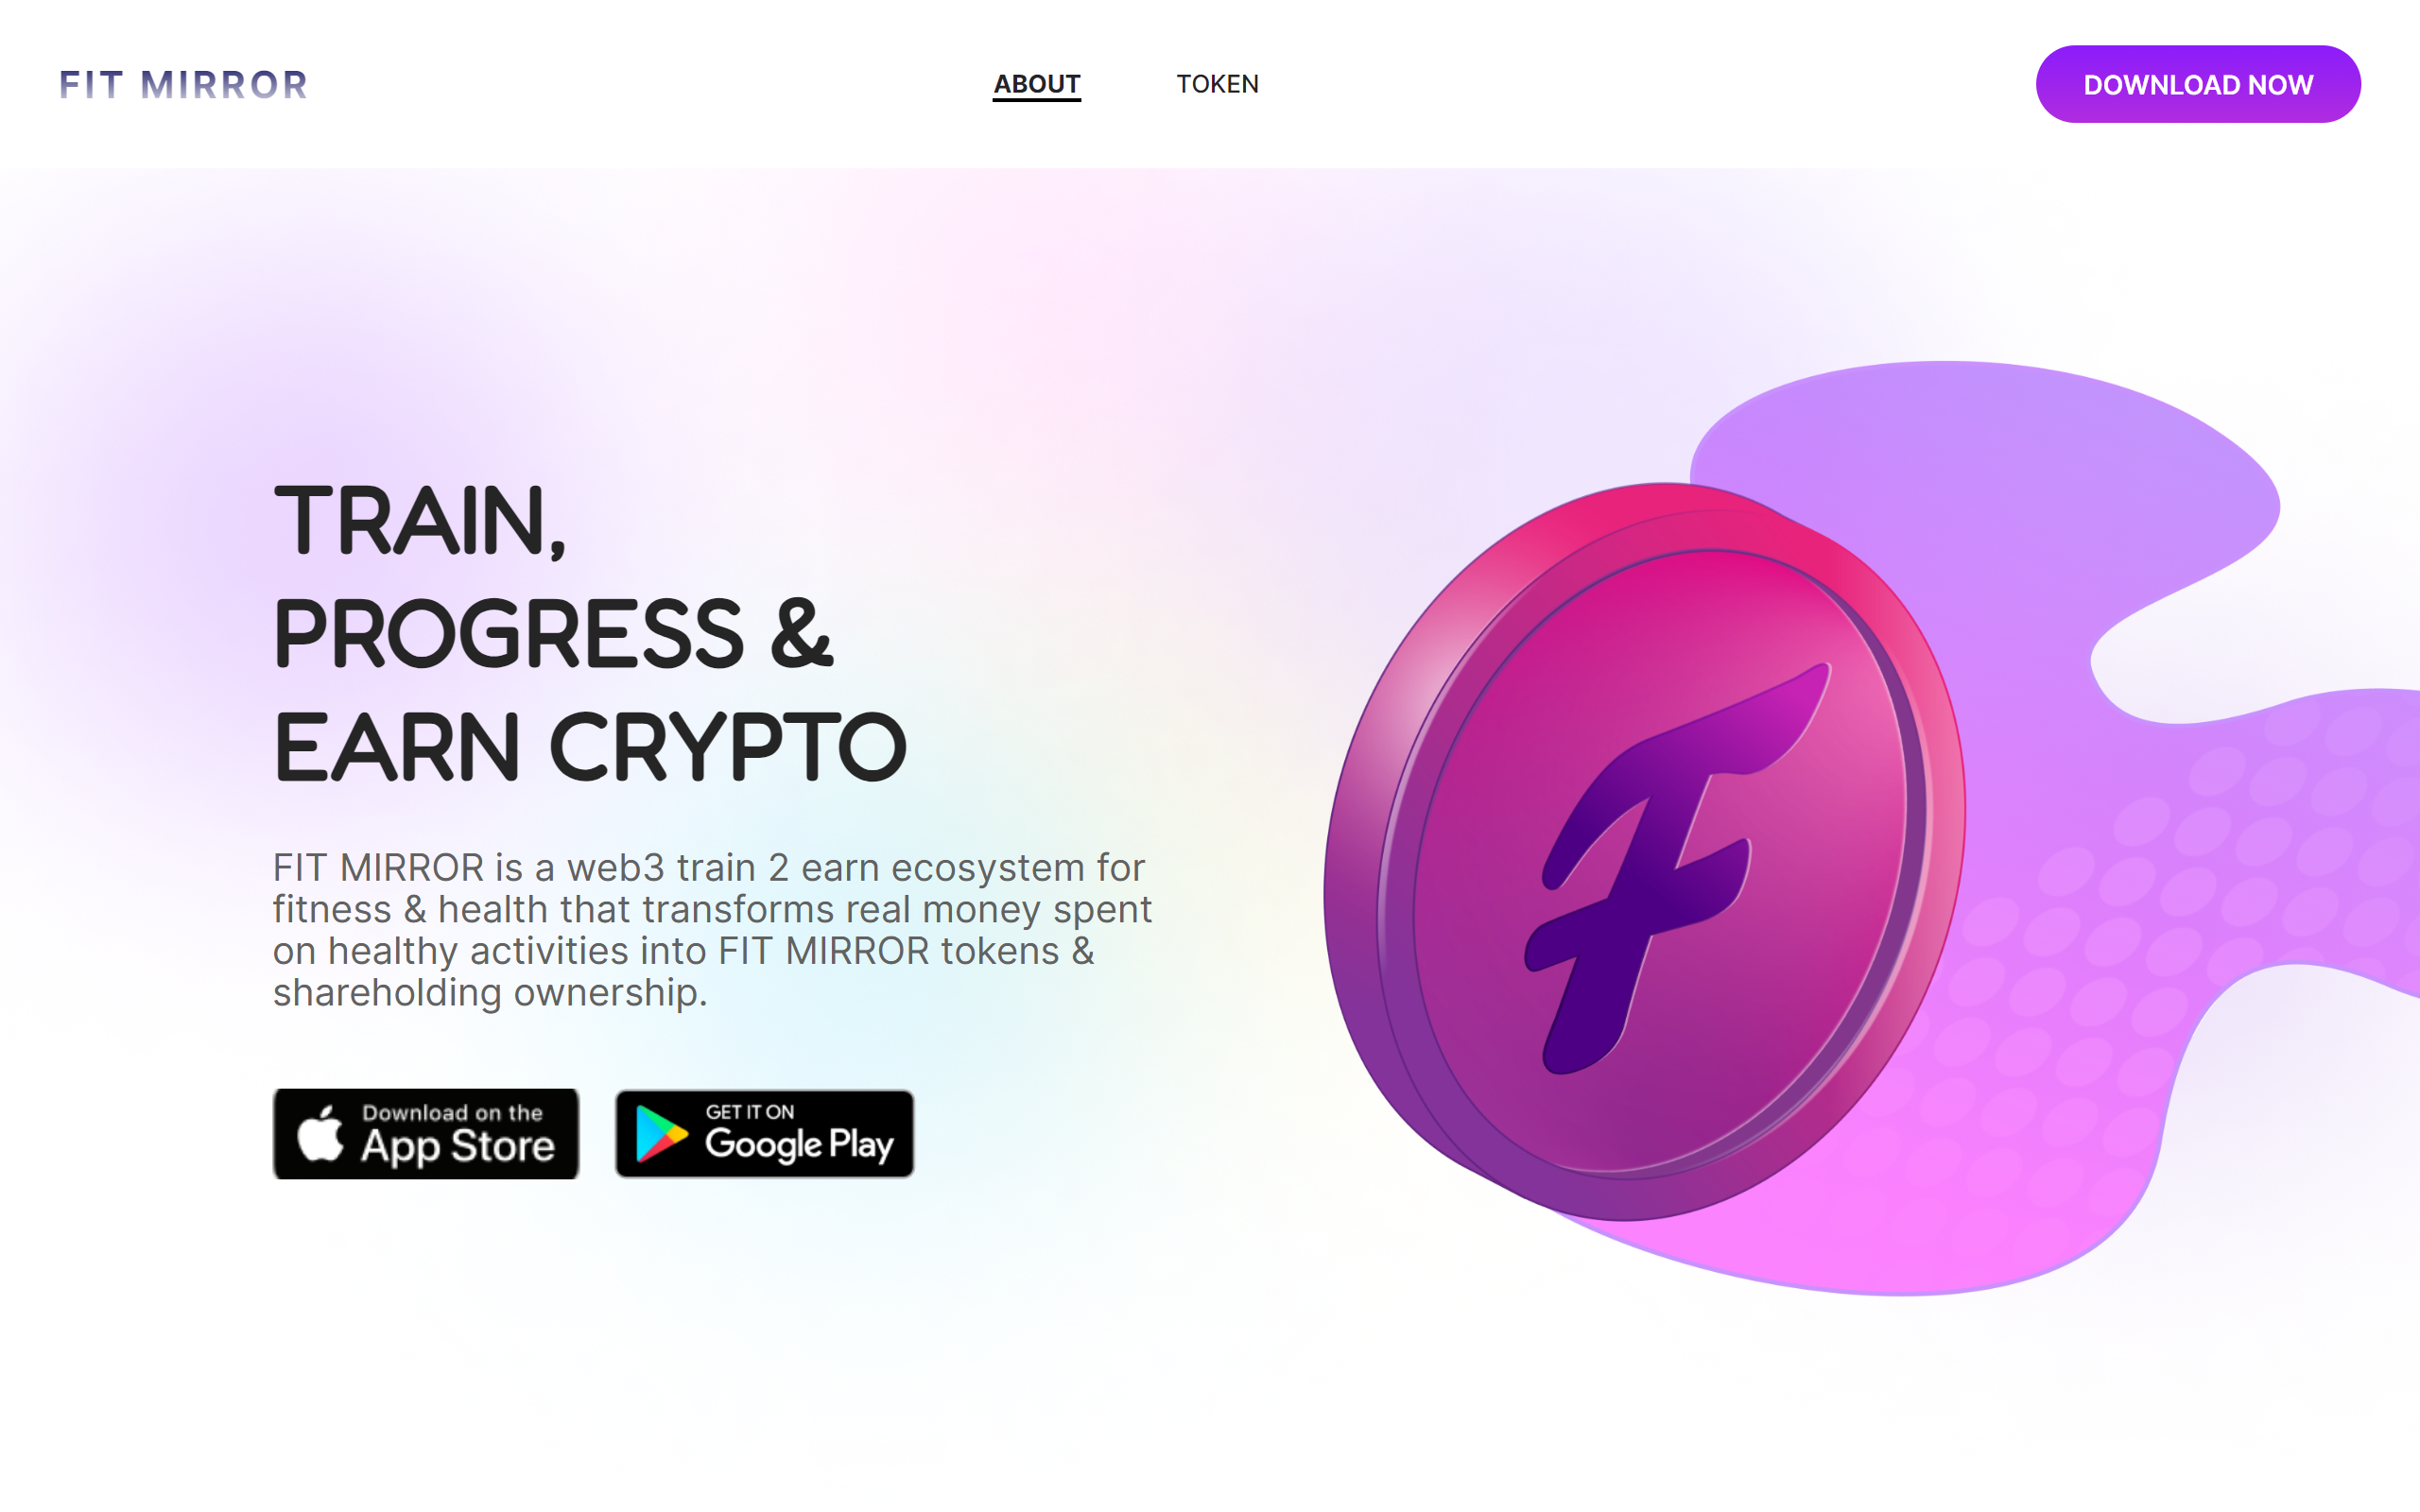 FIT MIRROR
ABOUT
TOKEN
DOWNLOAD NOW
TRAIN,
PROGRESS &
EARN CRYPTO
FIT MIRROR is a web3 train 2 earn ecosystem for
fitness & health that transforms real money spent
on healthy activities into FIT MIRROR tokens &
shareholding ownership.
Download on the
App Store
GET IT ON
Google Play
F